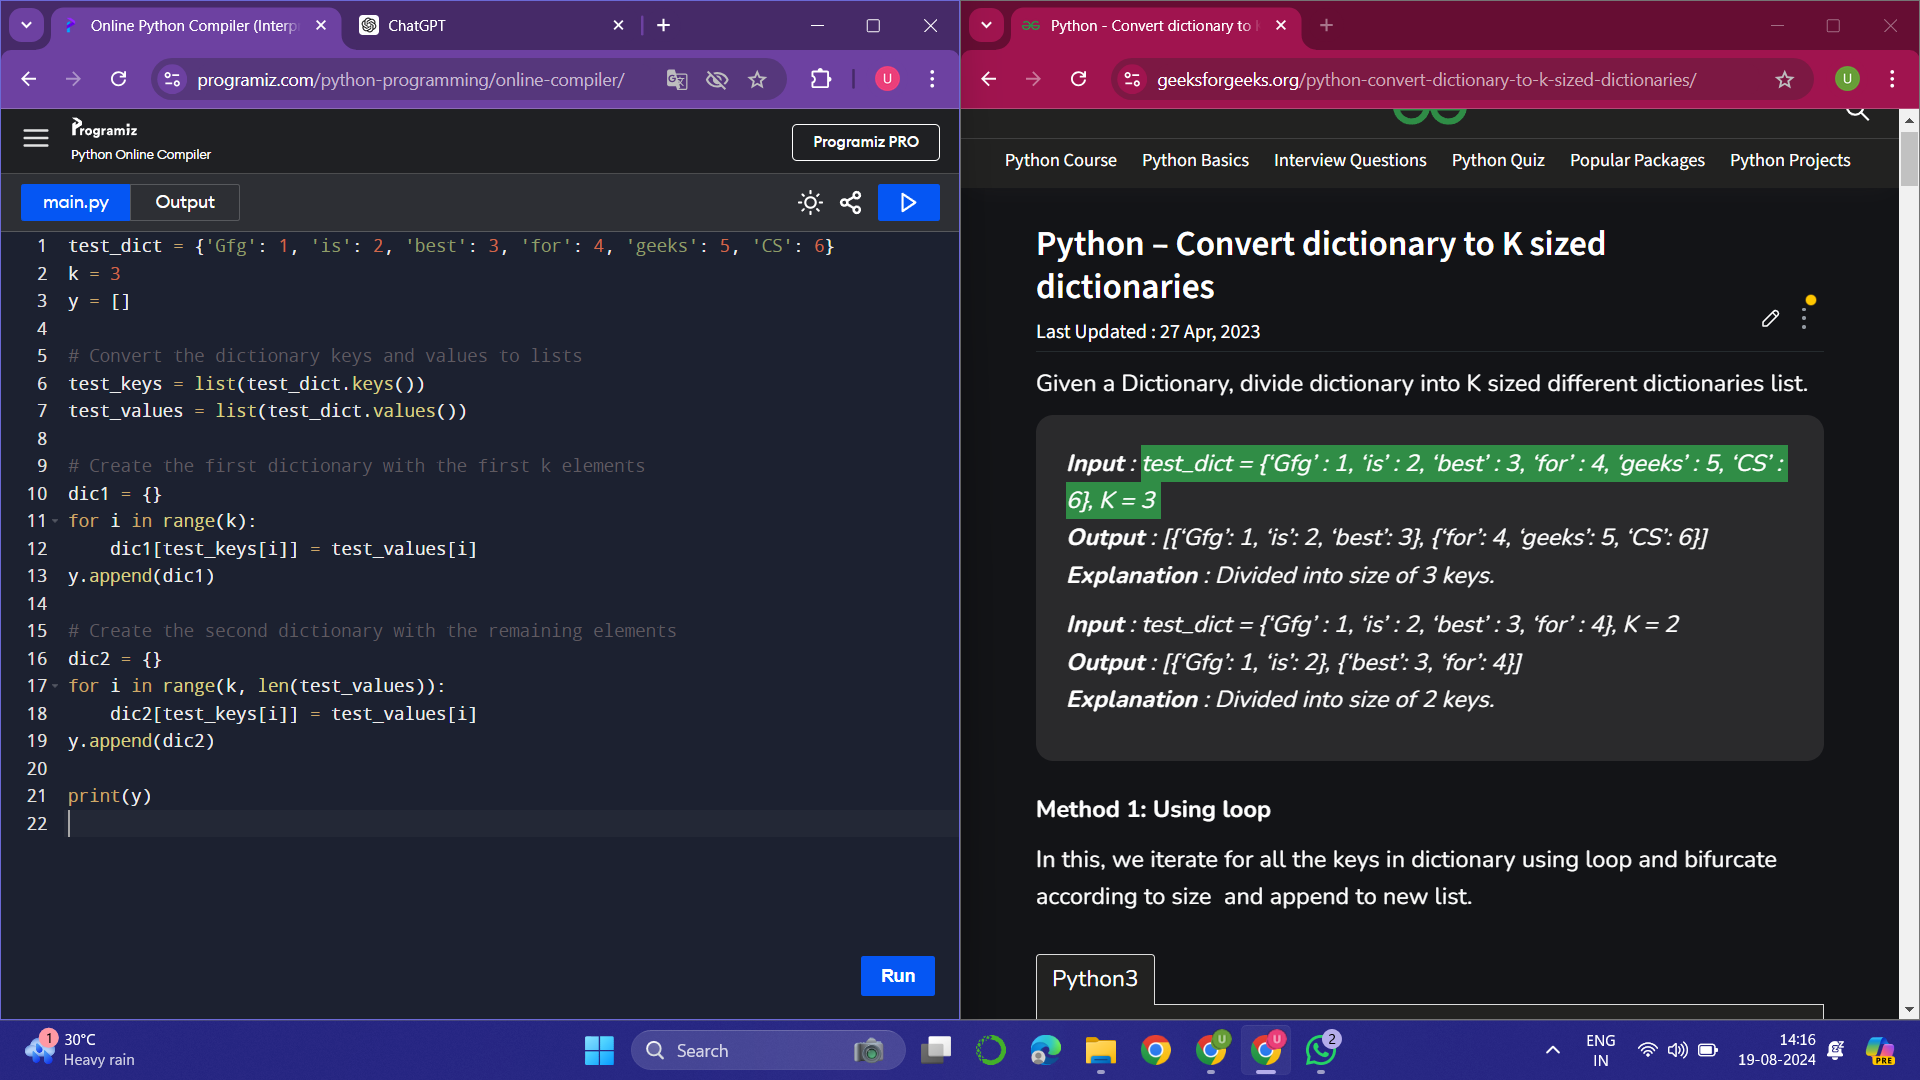 Online Python Compiler (Interp
ChatGPT
programiz.com/python-programming/online-compiler/
U
Programiz
Python Online Compiler
Programiz PRO
main.py
Output
1 test_dict = {'Gfg': 1, 'is': 2, 'best': 3, 'for': 4, 'geeks': 5, 'CS': 6}
2 k = 3
3 y = []
4
5 # Convert the dictionary keys and values to lists
6 test_keys = list(test_dict.keys())
7 test_values = list(test_dict.values())
8
9 # Create the first dictionary with the first k elements
10 dic1 = {}
11 for i in range(k):
12     dic1[test_keys[i]] = test_values[i]
13 y.append(dic1)
14
15 # Create the second dictionary with the remaining elements
16 dic2 = {}
17 for i in range(k, len(test_values)):
18     dic2[test_keys[i]] = test_values[i]
19 y.append(dic2)
20
21 print(y)
22
Run
Python - Convert dictionary to
geeksforgeeks.org/python-convert-dictionary-to-k-sized-dictionaries/
U
Python Course Python Basics Interview Questions Python Quiz Popular Packages Python Projects
Python – Convert dictionary to K sized
dictionaries
Last Updated : 27 Apr, 2023
Given a Dictionary, divide dictionary into K sized different dictionaries list.
Input : test_dict = {‘Gfg’ : 1, ‘is’ : 2, ‘best’ : 3, ‘for’ : 4, ‘geeks’ : 5, ‘CS’ :
6}, K = 3
Output : [{‘Gfg’: 1, ‘is’: 2, ‘best’: 3}, {‘for’: 4, ‘geeks’: 5, ‘CS’: 6}]
Explanation : Divided into size of 3 keys.
Input : test_dict = {‘Gfg’ : 1, ‘is’ : 2, ‘best’ : 3, ‘for’ : 4}, K = 2
Output : [{‘Gfg’: 1, ‘is’: 2}, {‘best’: 3, ‘for’: 4}]
Explanation : Divided into size of 2 keys.
Method 1: Using loop
In this, we iterate for all the keys in dictionary using loop and bifurcate
according to size  and append to new list.
Python3
1
30°C
Heavy rain
Search
U
U
2
ENG
IN
14:16
19-08-2024
PRE